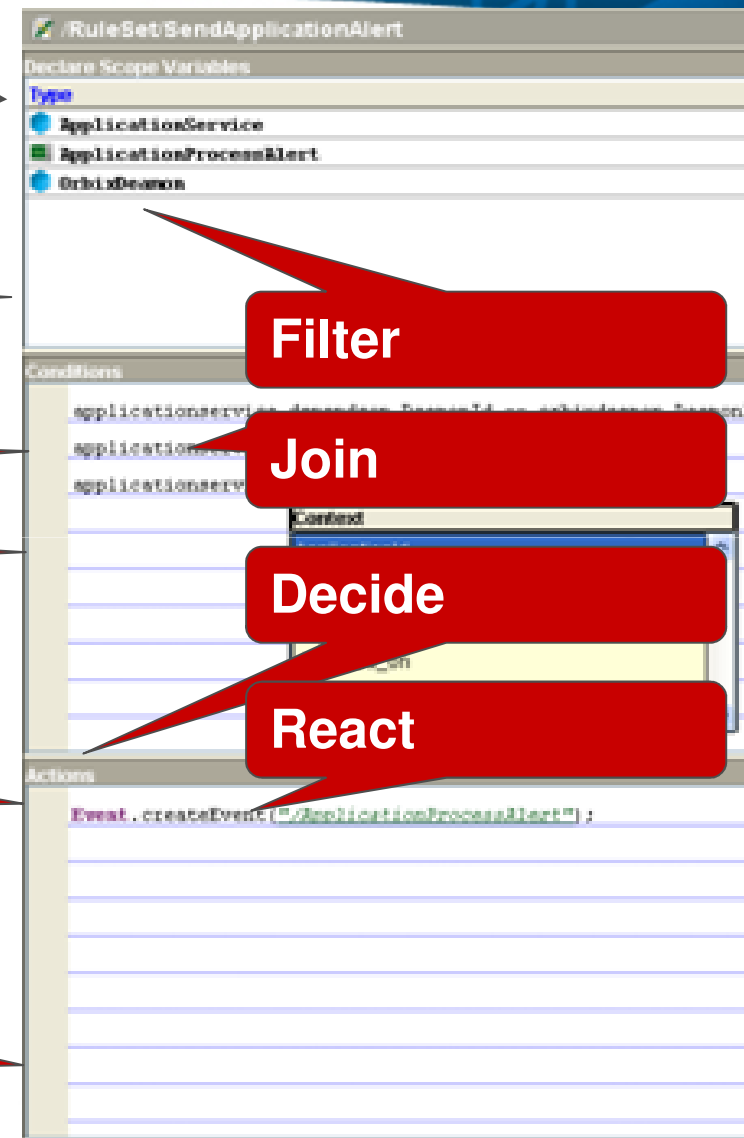 /RuleSet/SendApplicationAlert
Declare Scope Variables
Type
ApplicationService
ApplicationProcessAlert
OrbixDeamon
Filter
Conditions
Join
Context
Decide
React
Actions
Event.createEvent("/ApplicationProcessAlert");